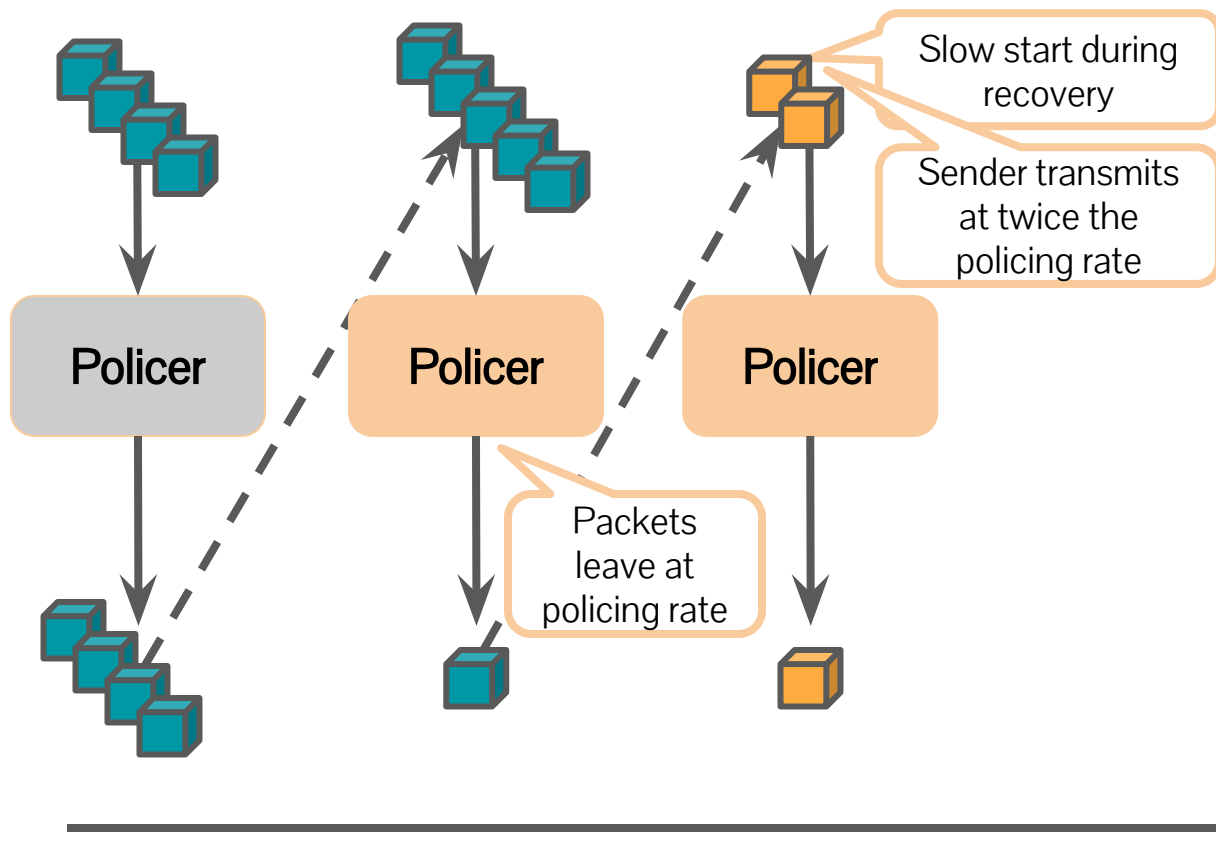 Slow start during
recovery
Sender transmits
at twice the
policing rate
Policer
Policer
Policer
Packets
leave at
policing rate